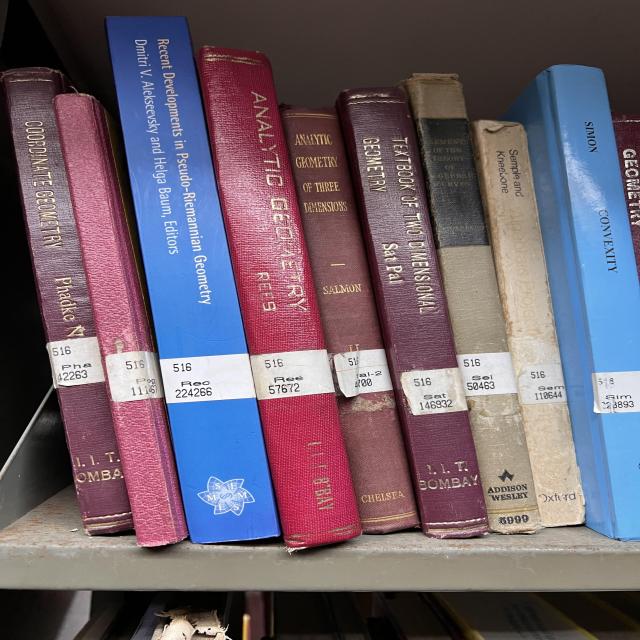 COORDINATE GEOMETRY
Phadke
516
Pha
42263
I. I. T.
BOMBAY
516
Recent Developments in Pseudo-Riemannian Geometry
Dmitri V. Alekseevsky and Helga Baum, Editors
516
Rec
224266
ANALYTIC GEOMETRY
REES
516
Ree
57672
ANALYTIC
GEOMETRY
OF THREE
DIMENSIONS
SALMON
II
CHELSEA
TEXTBOOK OF TWO DIMENSIONAL
GEOMETRY
Sat Pal
516
Sat
146932
I. I. T.
BOMBAY
516
Sei
50463
ADDISON
WESLEY
Semple and
Kneebone
516
Sem
110644
Oxford
SIMON
CONVEXITY
Sim
GEOMETRY